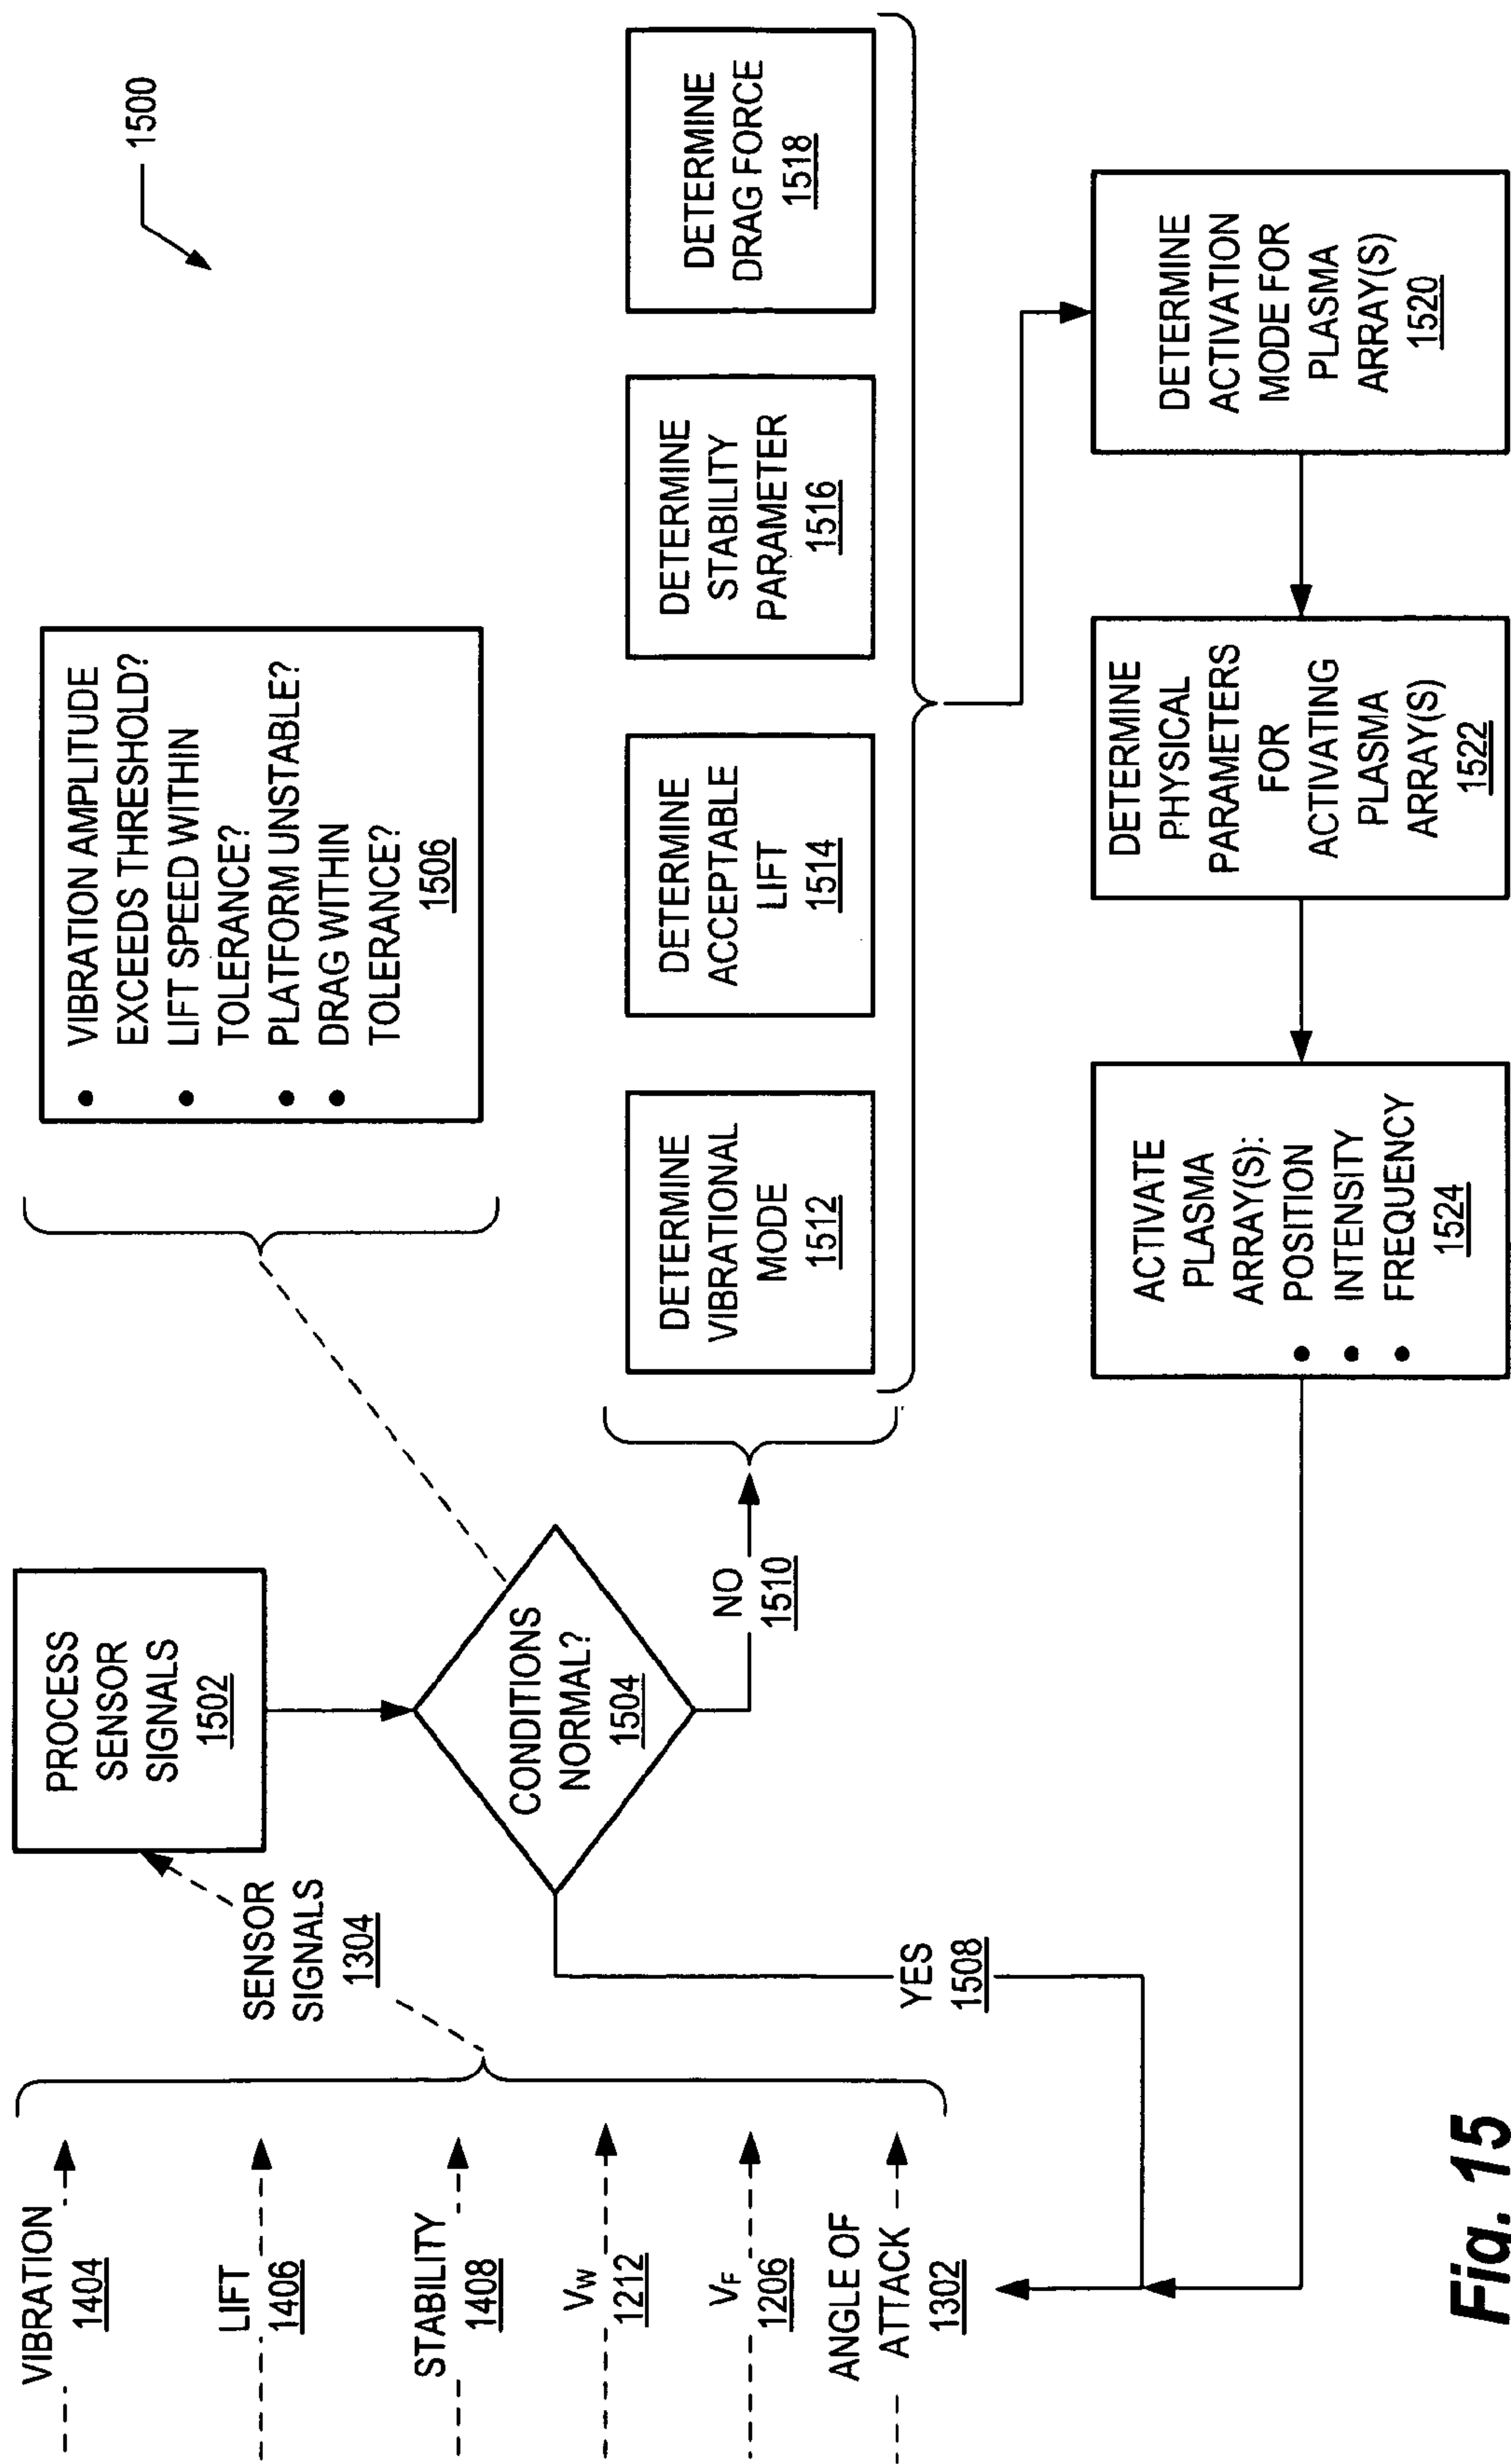 1500
VIBRATION
1404
LIFT
1406
STABILITY
1408
VW
1212
VF
1206
ANGLE OF
ATTACK
1302
SENSOR
SIGNALS
1304
PROCESS
SENSOR
SIGNALS
1502
CONDITIONS
NORMAL?
1504
• VIBRATION AMPLITUDE
EXCEEDS THRESHOLD?
• LIFT SPEED WITHIN
TOLERANCE?
• PLATFORM UNSTABLE?
• DRAG WITHIN
TOLERANCE?
1506
YES
1508
NO
1510
DETERMINE
VIBRATIONAL
MODE
1512
DETERMINE
ACCEPTABLE
LIFT
1514
DETERMINE
STABILITY
PARAMETER
1516
DETERMINE
DRAG FORCE
1518
DETERMINE
ACTIVATION
MODE FOR
PLASMA
ARRAY(S)
1520
DETERMINE
PHYSICAL
PARAMETERS
FOR
ACTIVATING
PLASMA
ARRAY(S)
1522
ACTIVATE
PLASMA
ARRAY(S):
• POSITION
• INTENSITY
• FREQUENCY
1524
Fig. 15